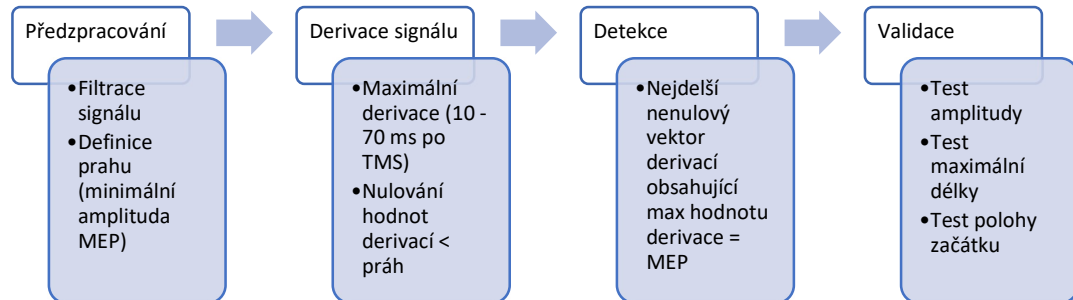 Předzpracování
•Filtrace
signálu
•Definice
prahu
(minimální
amplituda
MEP)
Derivace signálu
•Maximální
derivace (10 -
70 ms po
TMS)
•Nulování
hodnot
derivací <
práh
Detekce
•Nejdelší
nenulový
vektor
derivací
obsahující
max hodnotu
derivace =
MEP
Validace
•Test
amplitudy
•Test
maximální
délky
•Test polohy
začátku